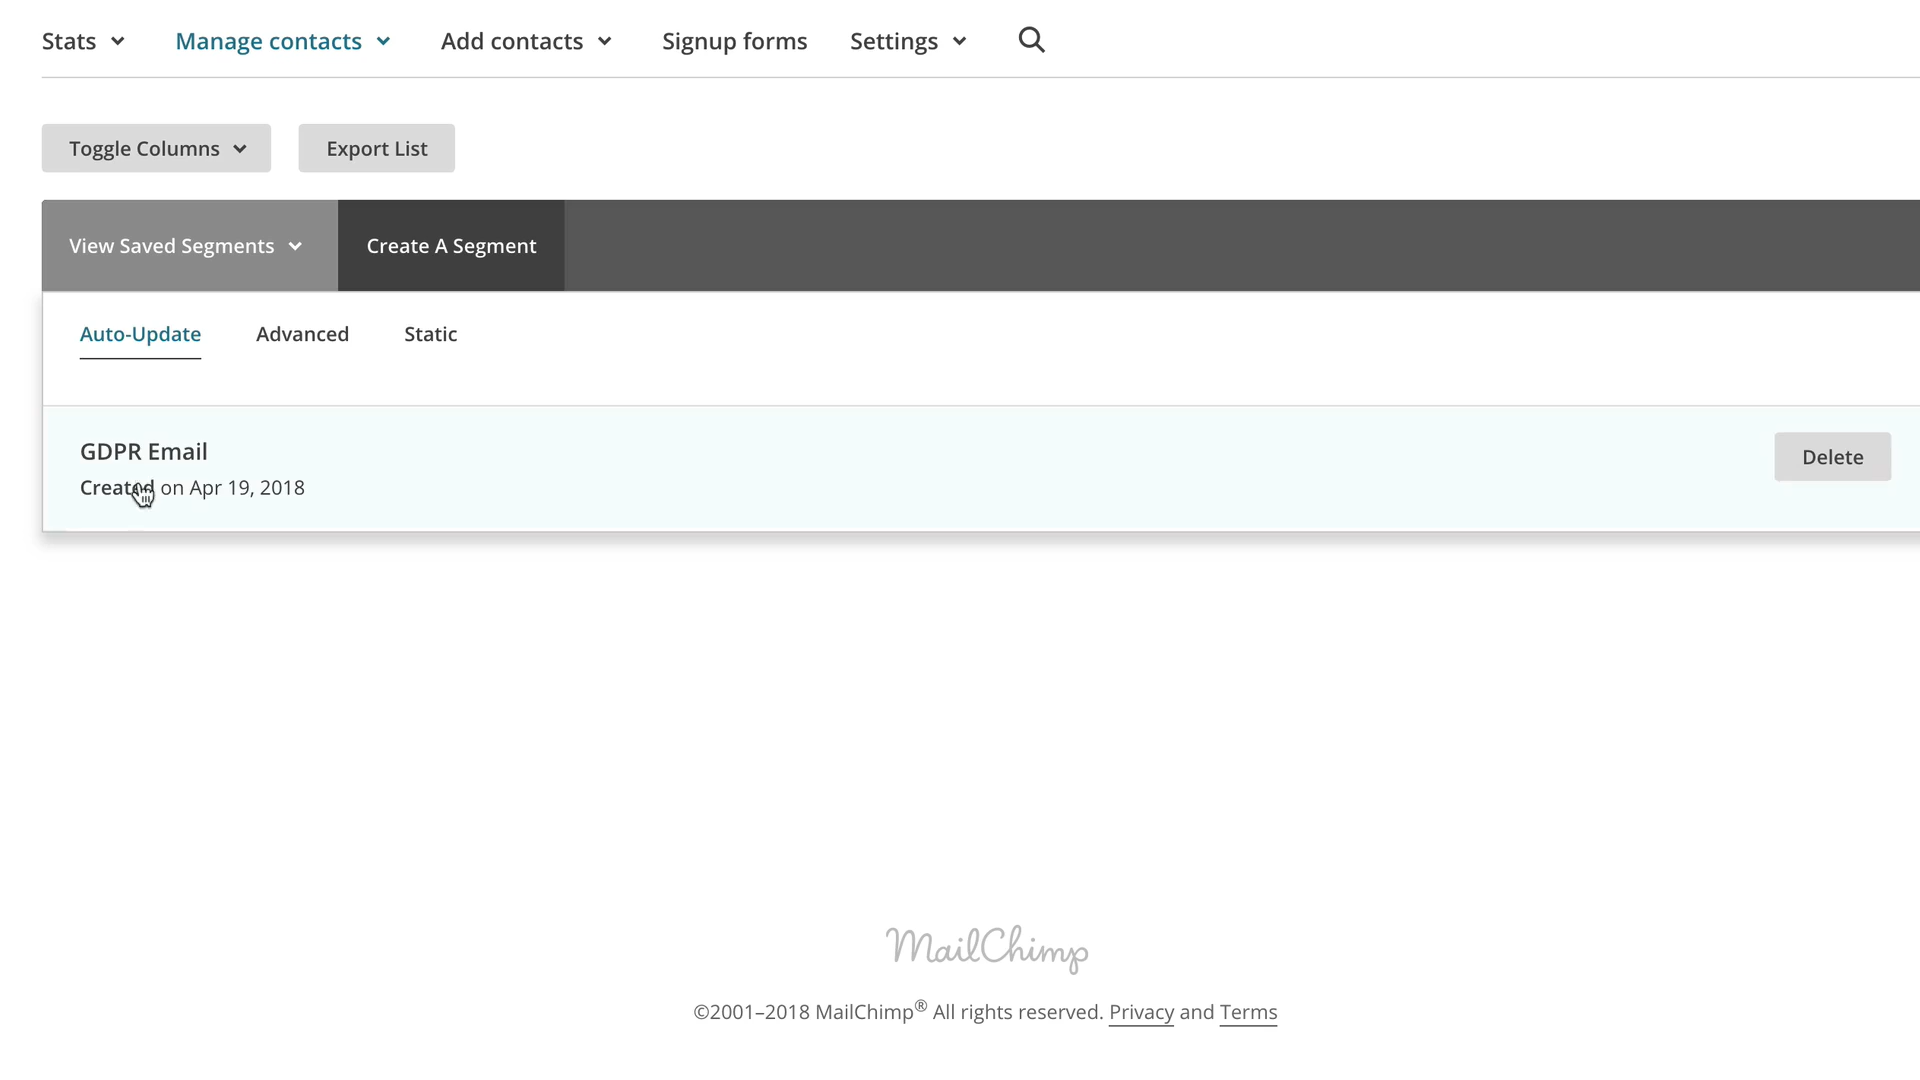 Stats Manage contacts Add contacts Signup forms Settings
Toggle Columns Export List
View Saved Segments Create A Segment
Auto-Update Advanced Static
GDPR Email
Delete
Created on Apr 19, 2018
MailChimp
©2001–2018 MailChimp® All rights reserved. Privacy and Terms